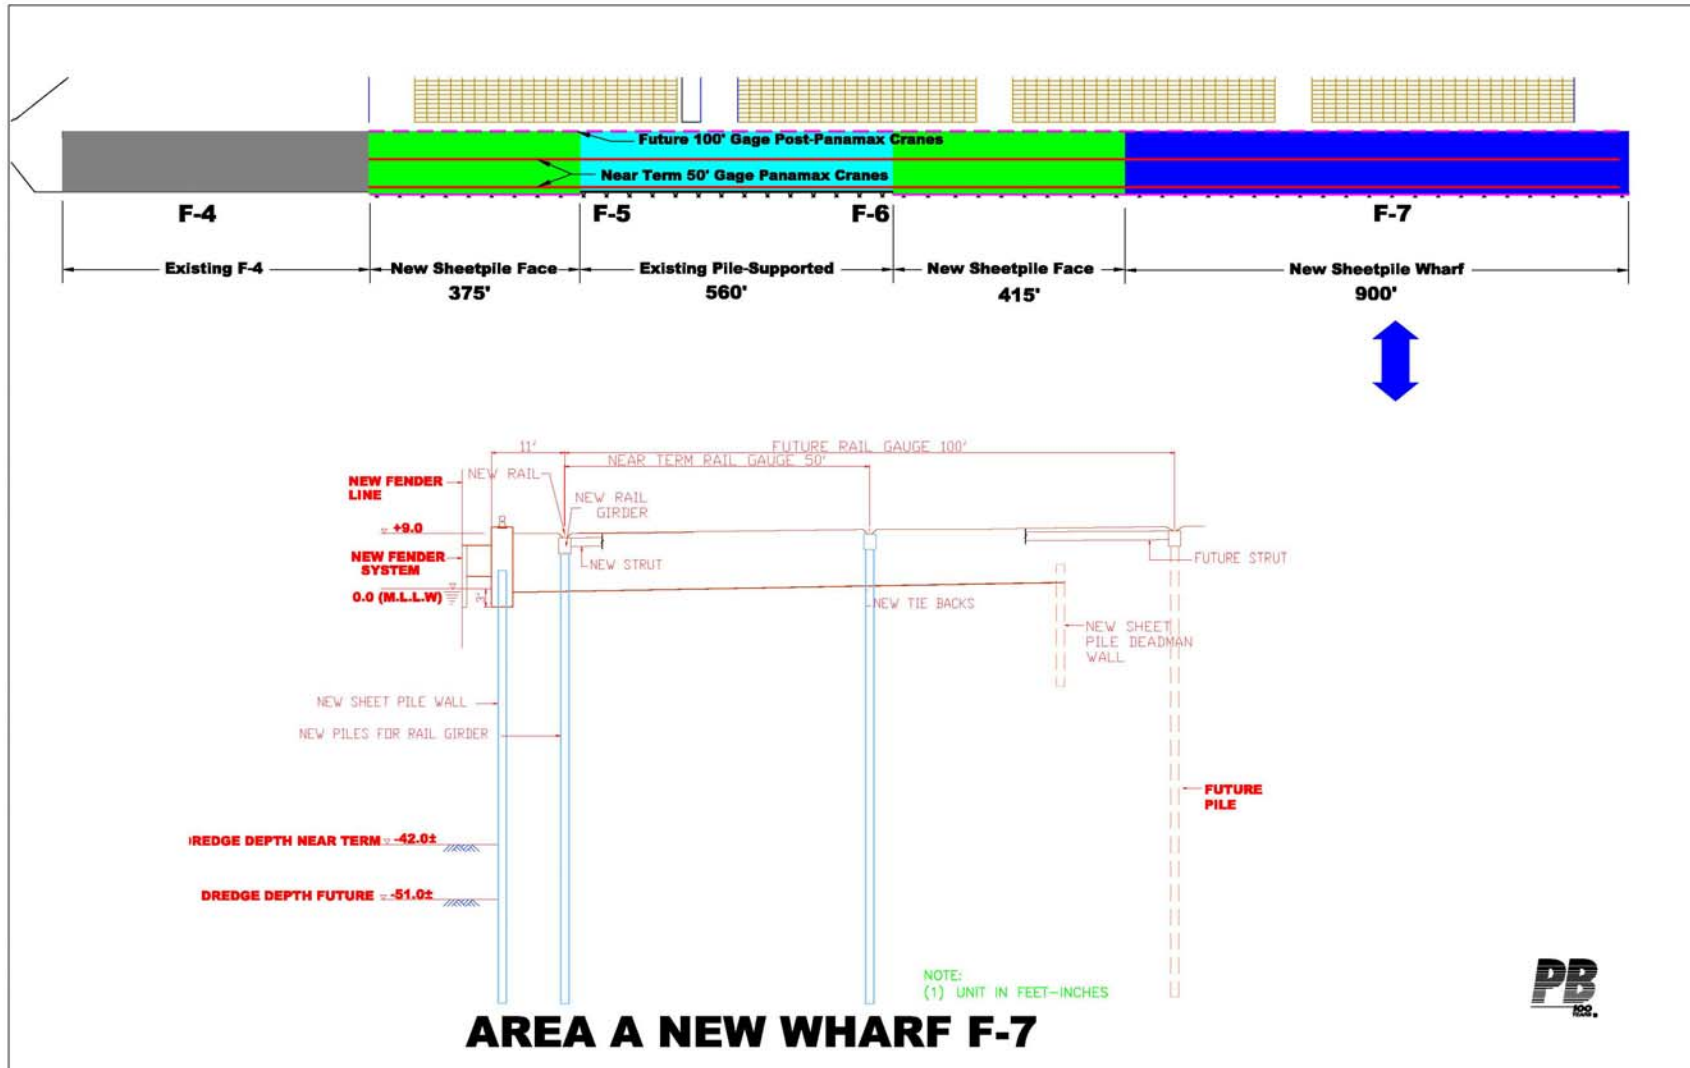 Future 100' Gage Post-Panamax Cranes
Near Term 50' Gage Panamax Cranes
F-4
F-5
F-6
F-7
Existing F-4
New Sheetpile Face
Existing Pile-Supported
New Sheetpile Face
New Sheetpile Wharf
375'
560'
415'
900'
11'
FUTURE RAIL GAUGE 100'
NEAR TERM RAIL GAUGE 50'
NEW RAIL
NEW FENDER
LINE
NEW RAIL
GIRDER
+9.0
NEW FENDER
SYSTEM
NEW STRUT
FUTURE STRUT
0.0 (M.L.L.W)
3'
NEW TIE BACKS
NEW SHEET
PILE DEADMAN
WALL
NEW SHEET PILE WALL
NEW PILES FOR RAIL GIRDER
FUTURE
PILE
DREDGE DEPTH NEAR TERM -42.0±
DREDGE DEPTH FUTURE -51.0±
NOTE:
(1) UNIT IN FEET-INCHES
PB
100
YEARS
AREA A NEW WHARF F-7